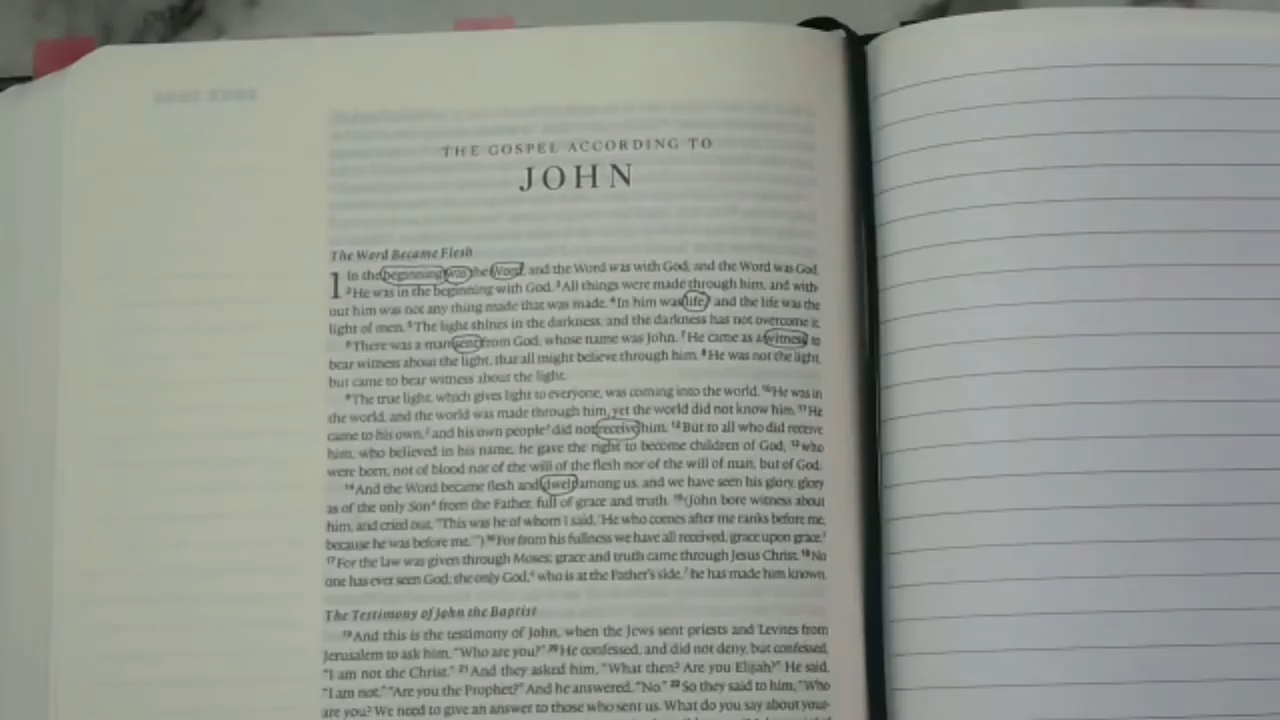 THE GOSPEL ACCORDING TO
JOHN
The Word Became Flesh
1 In the beginning was the Word, and the Word was with God, and the Word was God.
2 He was in the beginning with God. 3 All things were made through him, and with-
out him was not any thing made that was made. 4 In him was life, and the life was the
light of men. 5 The light shines in the darkness, and the darkness has not overcome it.
6 There was a man sent from God, whose name was John. 7 He came as a witness, to
bear witness about the light, that all might believe through him. 8 He was not the light,
but came to bear witness about the light.
9 The true light, which gives light to everyone, was coming into the world. 10 He was in
the world, and the world was made through him, yet the world did not know him. 11 He
came to his own, and his own people did not receive him. 12 But to all who did receive
him, who believed in his name, he gave the right to become children of God, 13 who
were born, not of blood nor of the will of the flesh nor of the will of man, but of God.
14 And the Word became flesh and dwelt among us, and we have seen his glory, glory
as of the only Son from the Father, full of grace and truth. 15 (John bore witness about
him, and cried out, "This was he of whom I said, 'He who comes after me ranks before me,
because he was before me.'") 16 For from his fullness we have all received, grace upon grace.
17 For the law was given through Moses; grace and truth came through Jesus Christ. 18 No
one has ever seen God; the only God, who is at the Father's side, he has made him known.
The Testimony of John the Baptist
19 And this is the testimony of John, when the Jews sent priests and Levites from
Jerusalem to ask him, "Who are you?" 20 He confessed, and did not deny, but confessed,
"I am not the Christ." 21 And they asked him, "What then? Are you Elijah?" He said,
"I am not." "Are you the Prophet?" And he answered, "No." 22 So they said to him, "Who
are you? We need to give an answer to those who sent us. What do you say about your-